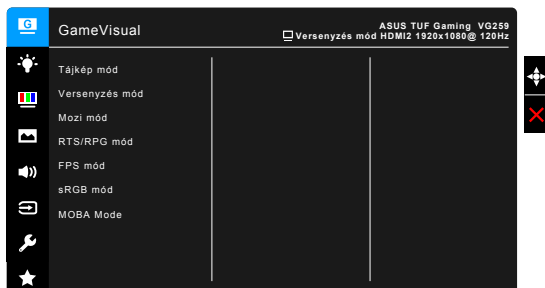 G
GameVisual
ASUS TUF Gaming VG259
Versenyzés mód HDMI2 1920x1080@ 120Hz
Tájkép mód
Versenyzés mód
Mozi mód
RTS/RPG mód
FPS mód
sRGB mód
MOBA Mode